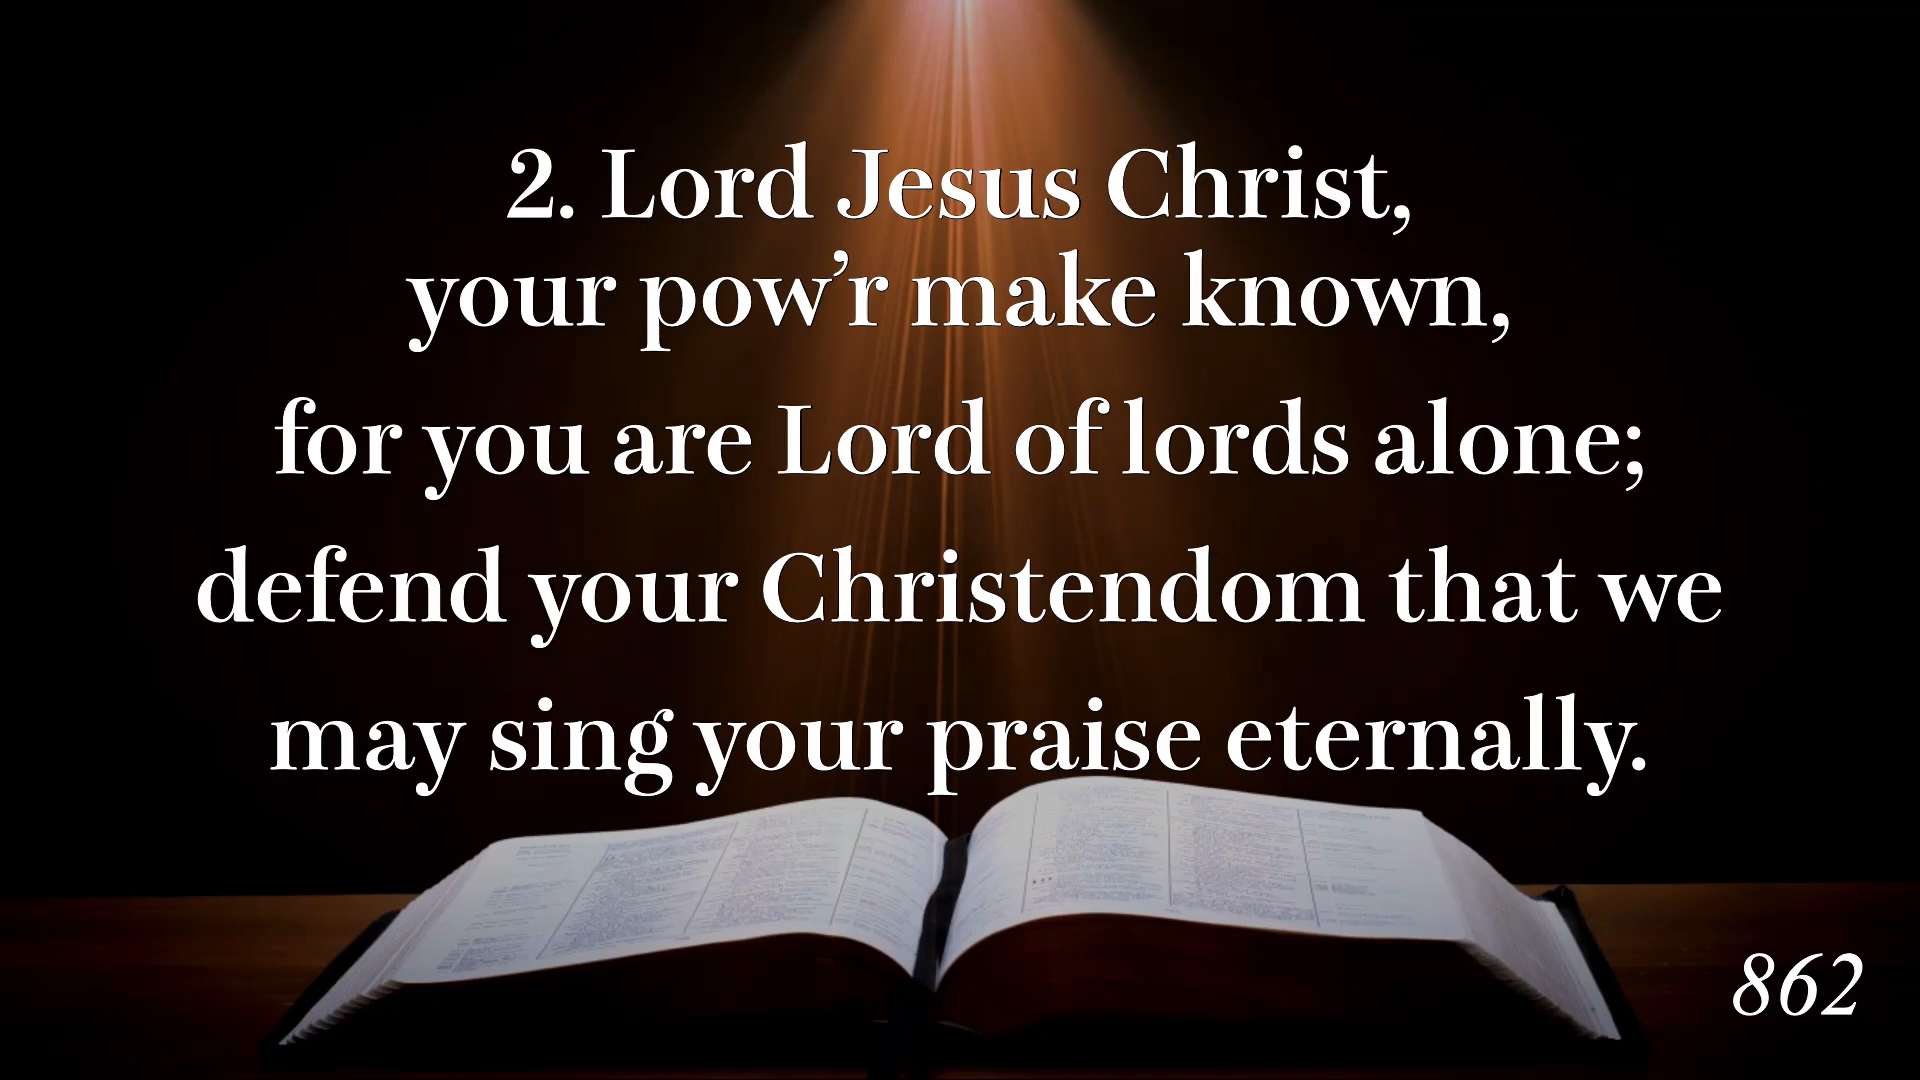 2. Lord Jesus Christ,
your pow’r make known,
for you are Lord of lords alone;
defend your Christendom that we
may sing your praise eternally.
862